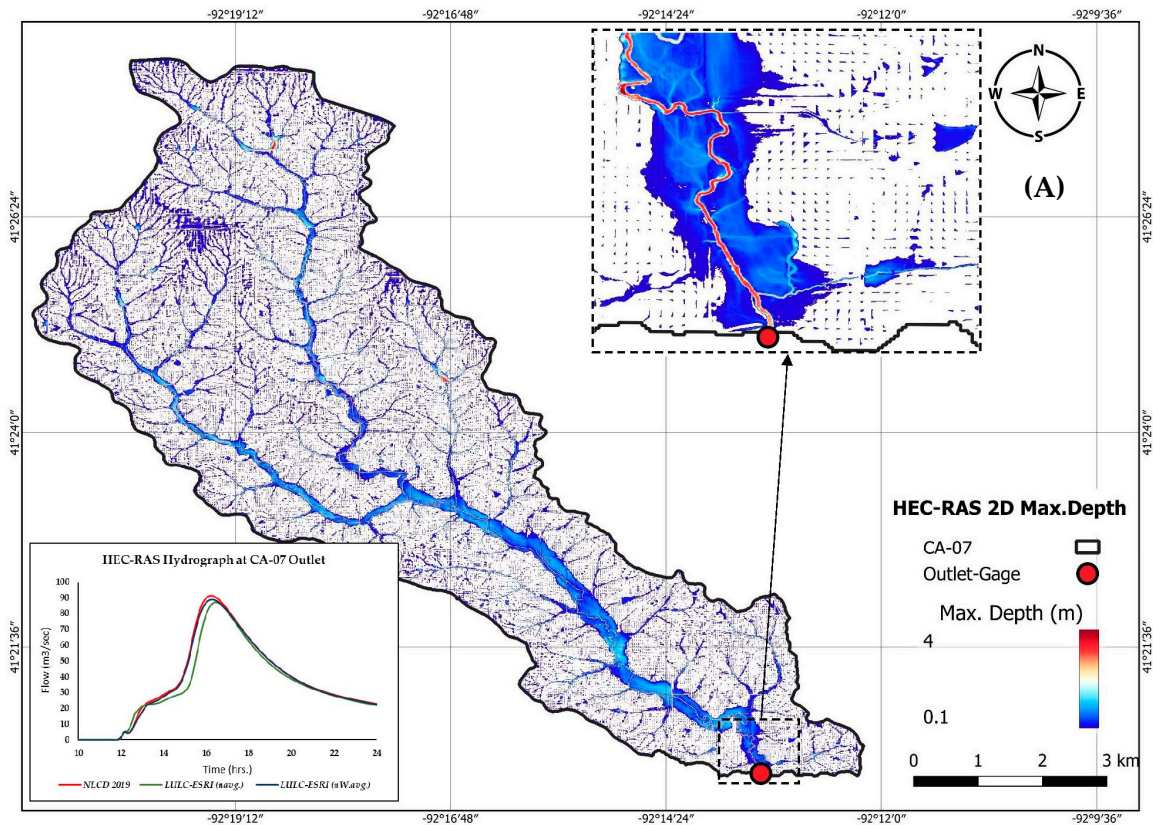 -92°19'12" -92°16'48" -92°14'24" -92°12'0" -92°9'36"
N
W E
S
(A)
41°26'24" 41°26'24"
41°24'0" 41°24'0"
HEC-RAS 2D Max.Depth
CA-07
Outlet-Gage
Max. Depth (m)
4
0.1
41°21'36" 41°21'36"
0 1 2 3 km
HEC-RAS Hydrograph at CA-07 Outlet
Flow (m3/sec)
100
90
80
70
60
50
40
30
20
10
0
10 12 14 16 18 20 22 24
Time (hrs.)
NLCD 2019 LULC-ESRI (navg.) LULC-ESRI (nW.avg)
-92°19'12" -92°16'48" -92°14'24" -92°12'0" -92°9'36"